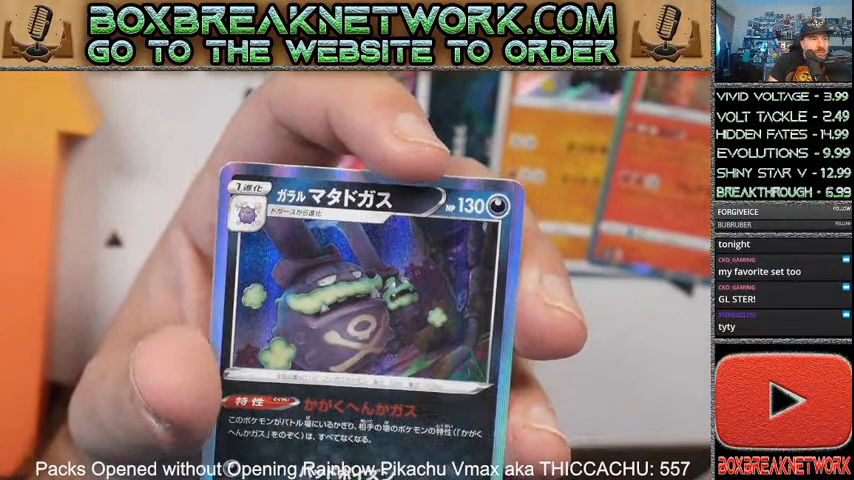 BOXBREAKNETWORK.COM
GO TO THE WEBSITE TO ORDER
VIVID VOLTAGE - 3.99
VOLT TACKLE - 2.49
HIDDEN FATES - 14.99
EVOLUTIONS - 9.99
SHINY STAR V - 12.99
BREAKTHROUGH - 6.99
FORGIVEICE FOLLOW
BUBRUBER FOLLOW
tonight
CKO_GAMING
my favorite set too
CKO_GAMING
GL STER!
tyty
BOXBREAKNETWORK
1進化
ガラル マタドガス
HP 130
ドガースから進化
特性 かがくへんかガス
このポケモンがバトル場にいるかぎり、相手の場のポケモンの特性(「かが
くへんかガス」をのぞく)は、すべてなくなる。
Packs Opened without Opening Rainbow Pikachu Vmax aka THICCACHU: 557